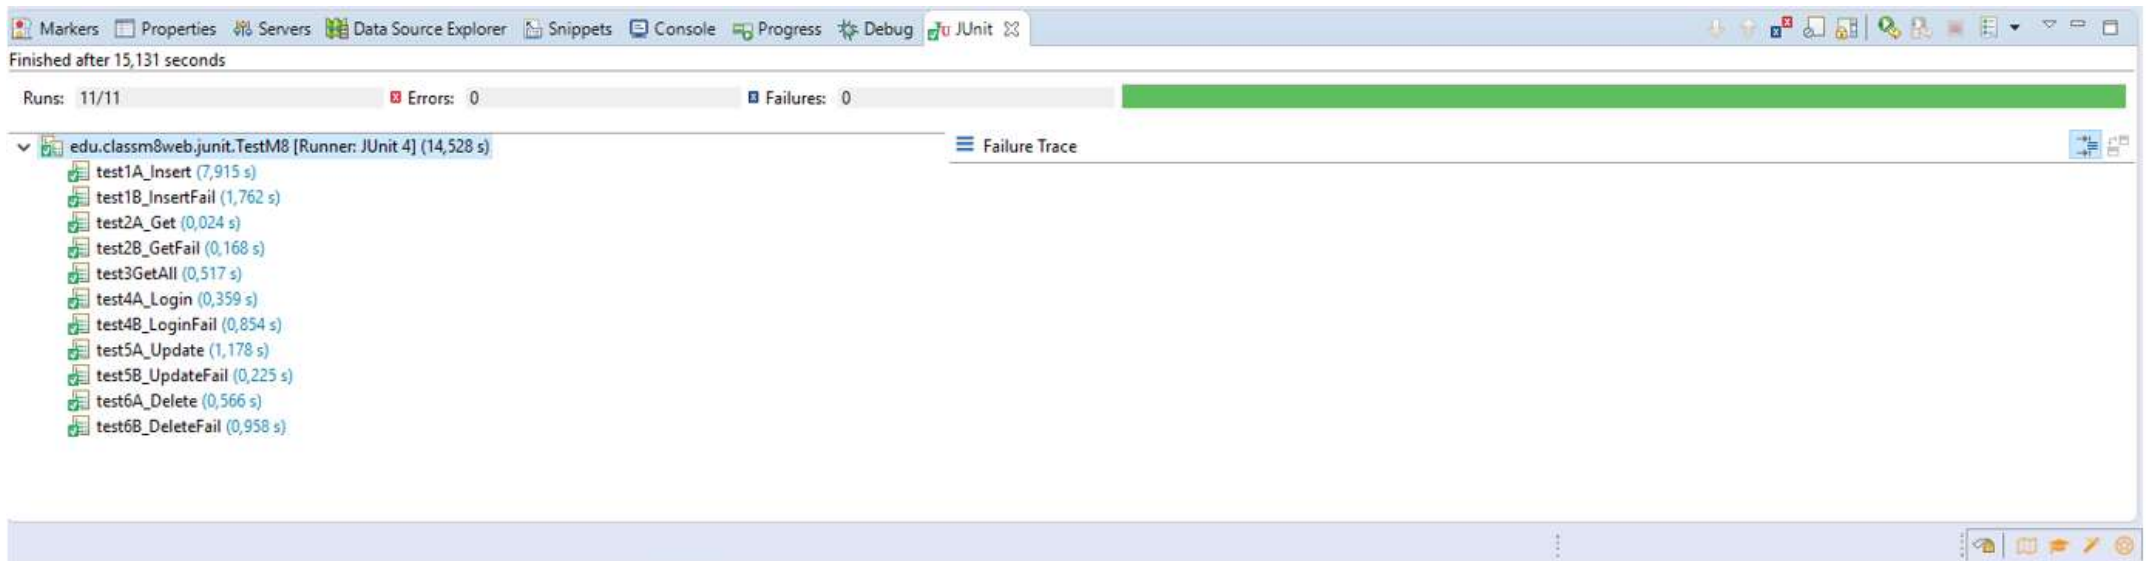 Markers Properties Servers Data Source Explorer Snippets Console Progress Debug JUnit
Finished after 15,131 seconds
Runs: 11/11 Errors: 0 Failures: 0
edu.classm8web.junit.TestM8 [Runner: JUnit 4] (14,528 s) Failure Trace
test1A_Insert (7,915 s)
test1B_InsertFail (1,762 s)
test2A_Get (0,024 s)
test2B_GetFail (0,168 s)
test3GetAll (0,517 s)
test4A_Login (0,359 s)
test4B_LoginFail (0,854 s)
test5A_Update (1,178 s)
test5B_UpdateFail (0,225 s)
test6A_Delete (0,566 s)
test6B_DeleteFail (0,958 s)